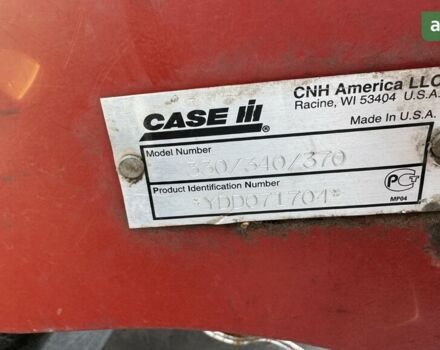 a
CASE IH
CNH America LLC
Racine, WI 53404 U.S.A.
Made in U.S.A.
Model Number
330/340/370
Product Identification Number
*YDD071704*
MP04